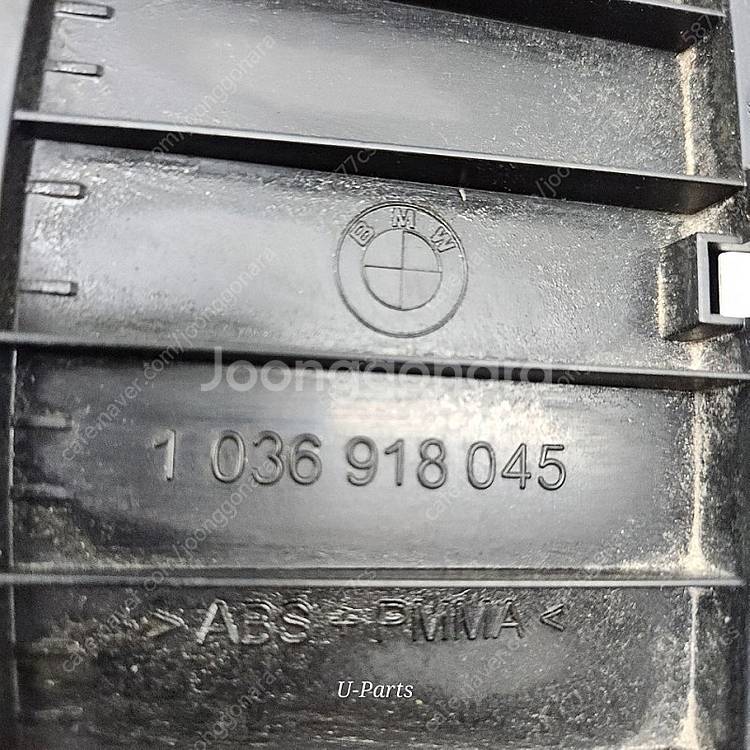 BMW
Joonggonara
1 036 918 045
> ABS + PMMA <
U-Parts